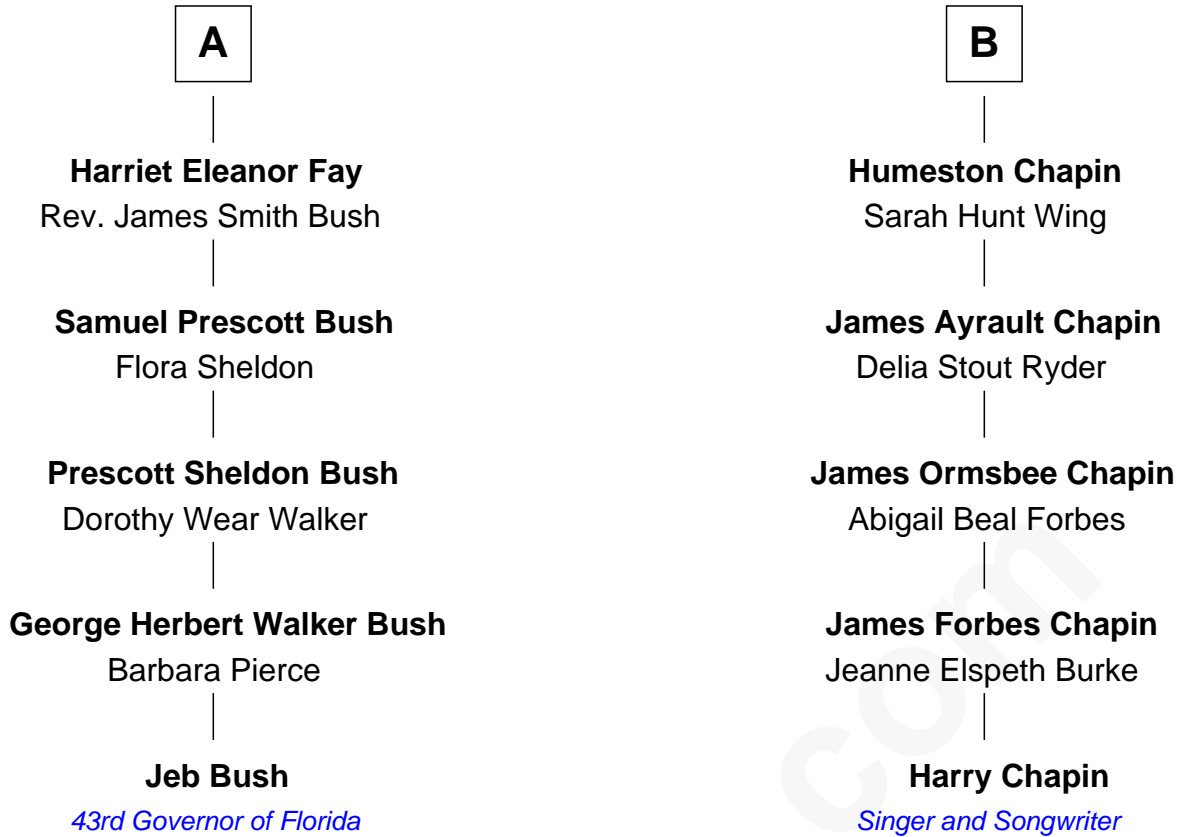 A
Harriet Eleanor Fay
Rev. James Smith Bush
Samuel Prescott Bush
Flora Sheldon
Prescott Sheldon Bush
Dorothy Wear Walker
George Herbert Walker Bush
Barbara Pierce
Jeb Bush
43rd Governor of Florida
B
Humeston Chapin
Sarah Hunt Wing
James Ayrault Chapin
Delia Stout Ryder
James Ormsbee Chapin
Abigail Beal Forbes
James Forbes Chapin
Jeanne Elspeth Burke
Harry Chapin
Singer and Songwriter
com